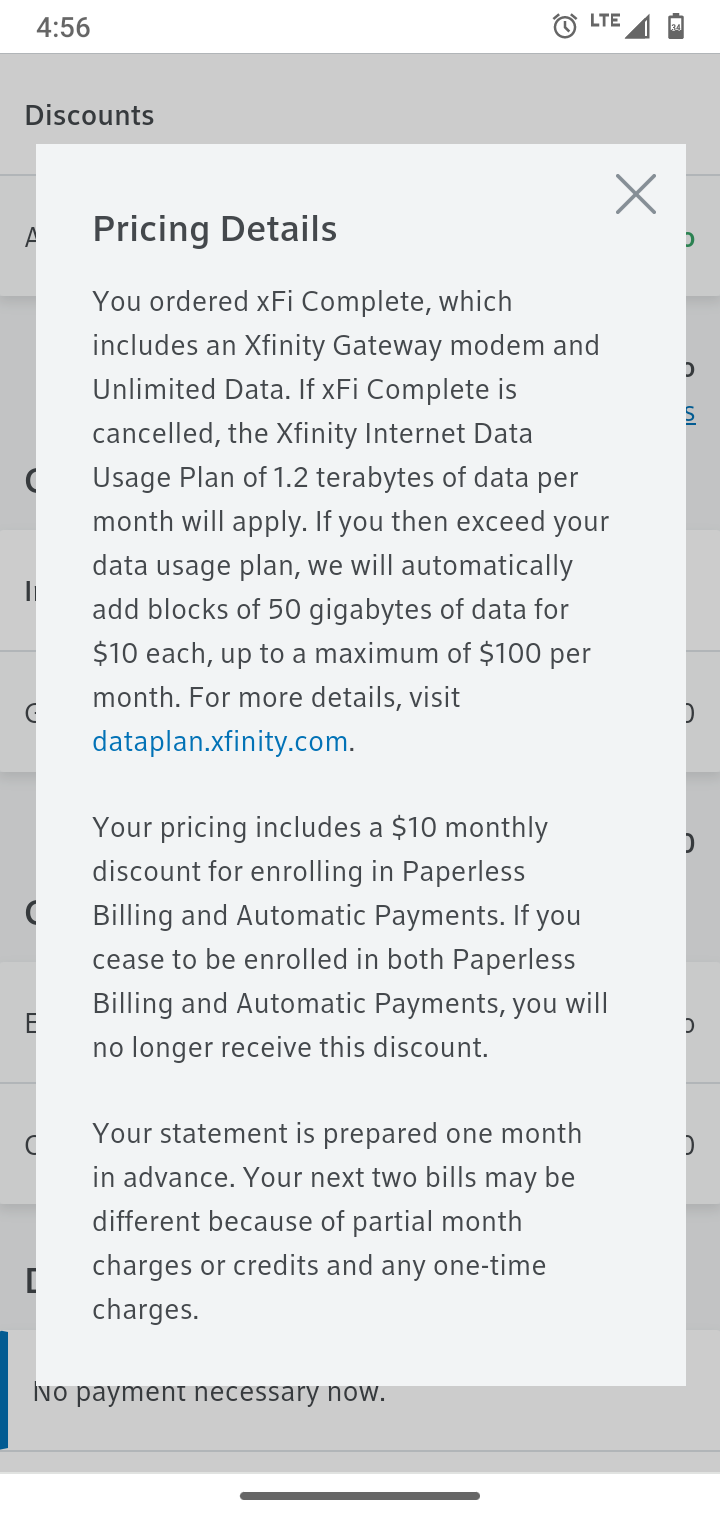 4:56
LTE
34
Discounts
Pricing Details
You ordered xFi Complete, which
includes an Xfinity Gateway modem and
Unlimited Data. If xFi Complete is
cancelled, the Xfinity Internet Data
Usage Plan of 1.2 terabytes of data per
month will apply. If you then exceed your
data usage plan, we will automatically
add blocks of 50 gigabytes of data for
$10 each, up to a maximum of $100 per
month. For more details, visit
dataplan.xfinity.com.
Your pricing includes a $10 monthly
discount for enrolling in Paperless
Billing and Automatic Payments. If you
cease to be enrolled in both Paperless
Billing and Automatic Payments, you will
no longer receive this discount.
Your statement is prepared one month
in advance. Your next two bills may be
different because of partial month
charges or credits and any one-time
charges.
No payment necessary now.